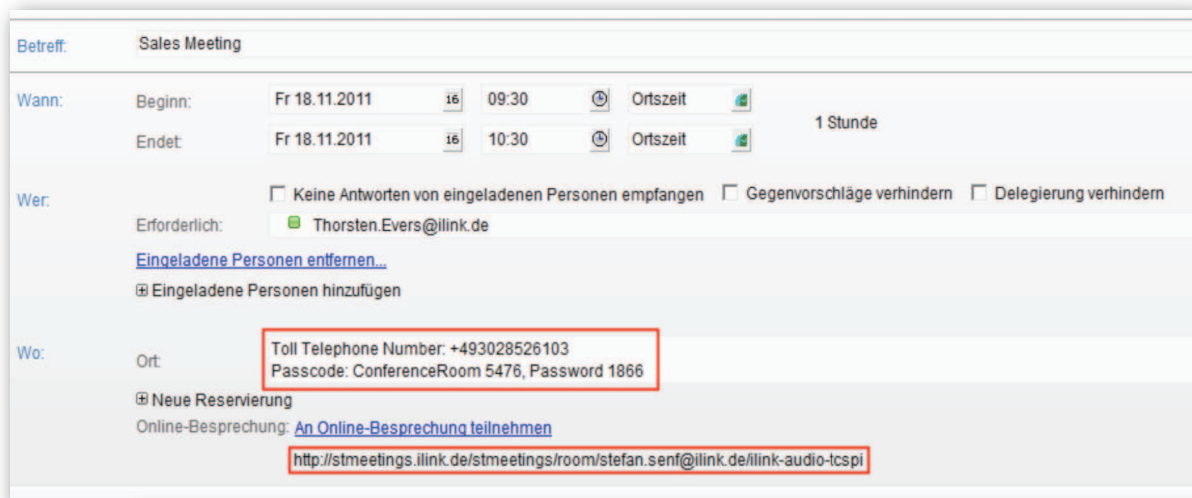 Betreff: Sales Meeting
Wann: Beginn: Fr 18.11.2011 16 09:30 Ortszeit
1 Stunde
Endet: Fr 18.11.2011 16 10:30 Ortszeit
Wer: Keine Antworten von eingeladenen Personen empfangen Gegenvorschläge verhindern Delegierung verhindern
Erforderlich: Thorsten.Evers@ilink.de
Eingeladene Personen entfernen...
Eingeladene Personen hinzufügen
Wo: Ort: Toll Telephone Number: +493028526103
Passcode: ConferenceRoom 5476, Password 1866
Neue Reservierung
Online-Besprechung: An Online-Besprechung teilnehmen
http://stmeetings.ilink.de/stmeetings/room/stefan.senf@ilink.de/ilink-audio-tcspi